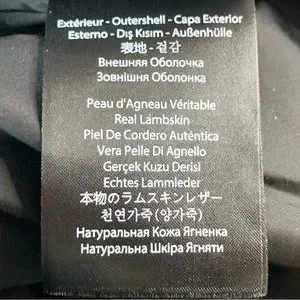 Extérieur - Outershell - Capa Exterior
Esterno - Dış Kısım - Außenhülle
表地 - 겉감
Внешняя Оболочка
Зовнішня Оболонка
Peau d'Agneau Véritable
Real Lambskin
Piel De Cordero Auténtica
Vera Pelle Di Agnello
Gerçek Kuzu Derisi
Echtes Lammleder
本物のラムスキンレザー
천연가죽(양가죽)
Натуральная Кожа Ягненка
Натуральна Шкіра Ягняти